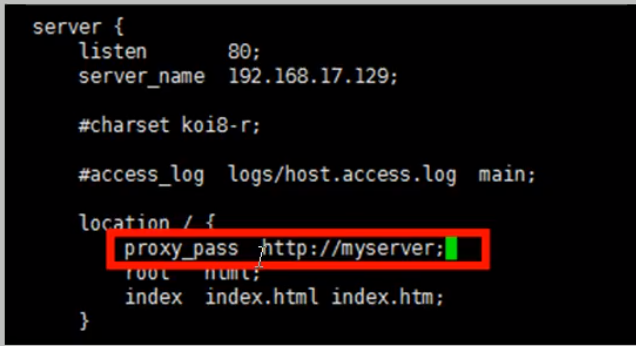 server {
listen 80;
server_name 192.168.17.129;
#charset koi8-r;
#access_log logs/host.access.log main;
location / {
proxy_pass http://myserver;
root html;
index index.html index.htm;
}